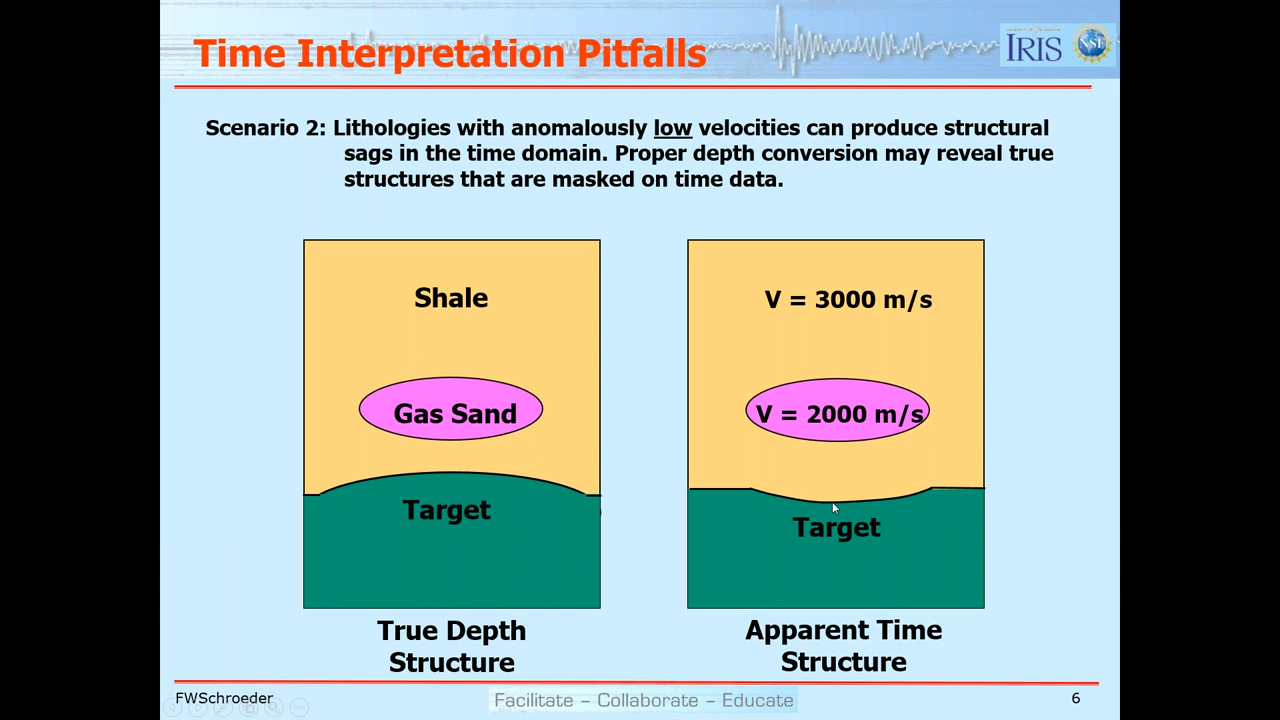 Time Interpretation Pitfalls
IRIS
NSF
Scenario 2: Lithologies with anomalously low velocities can produce structural
sags in the time domain. Proper depth conversion may reveal true
structures that are masked on time data.
Shale
Gas Sand
Target
True Depth
Structure
V = 3000 m/s
V = 2000 m/s
Target
Apparent Time
Structure
FWSchroeder
Facilitate – Collaborate – Educate
6